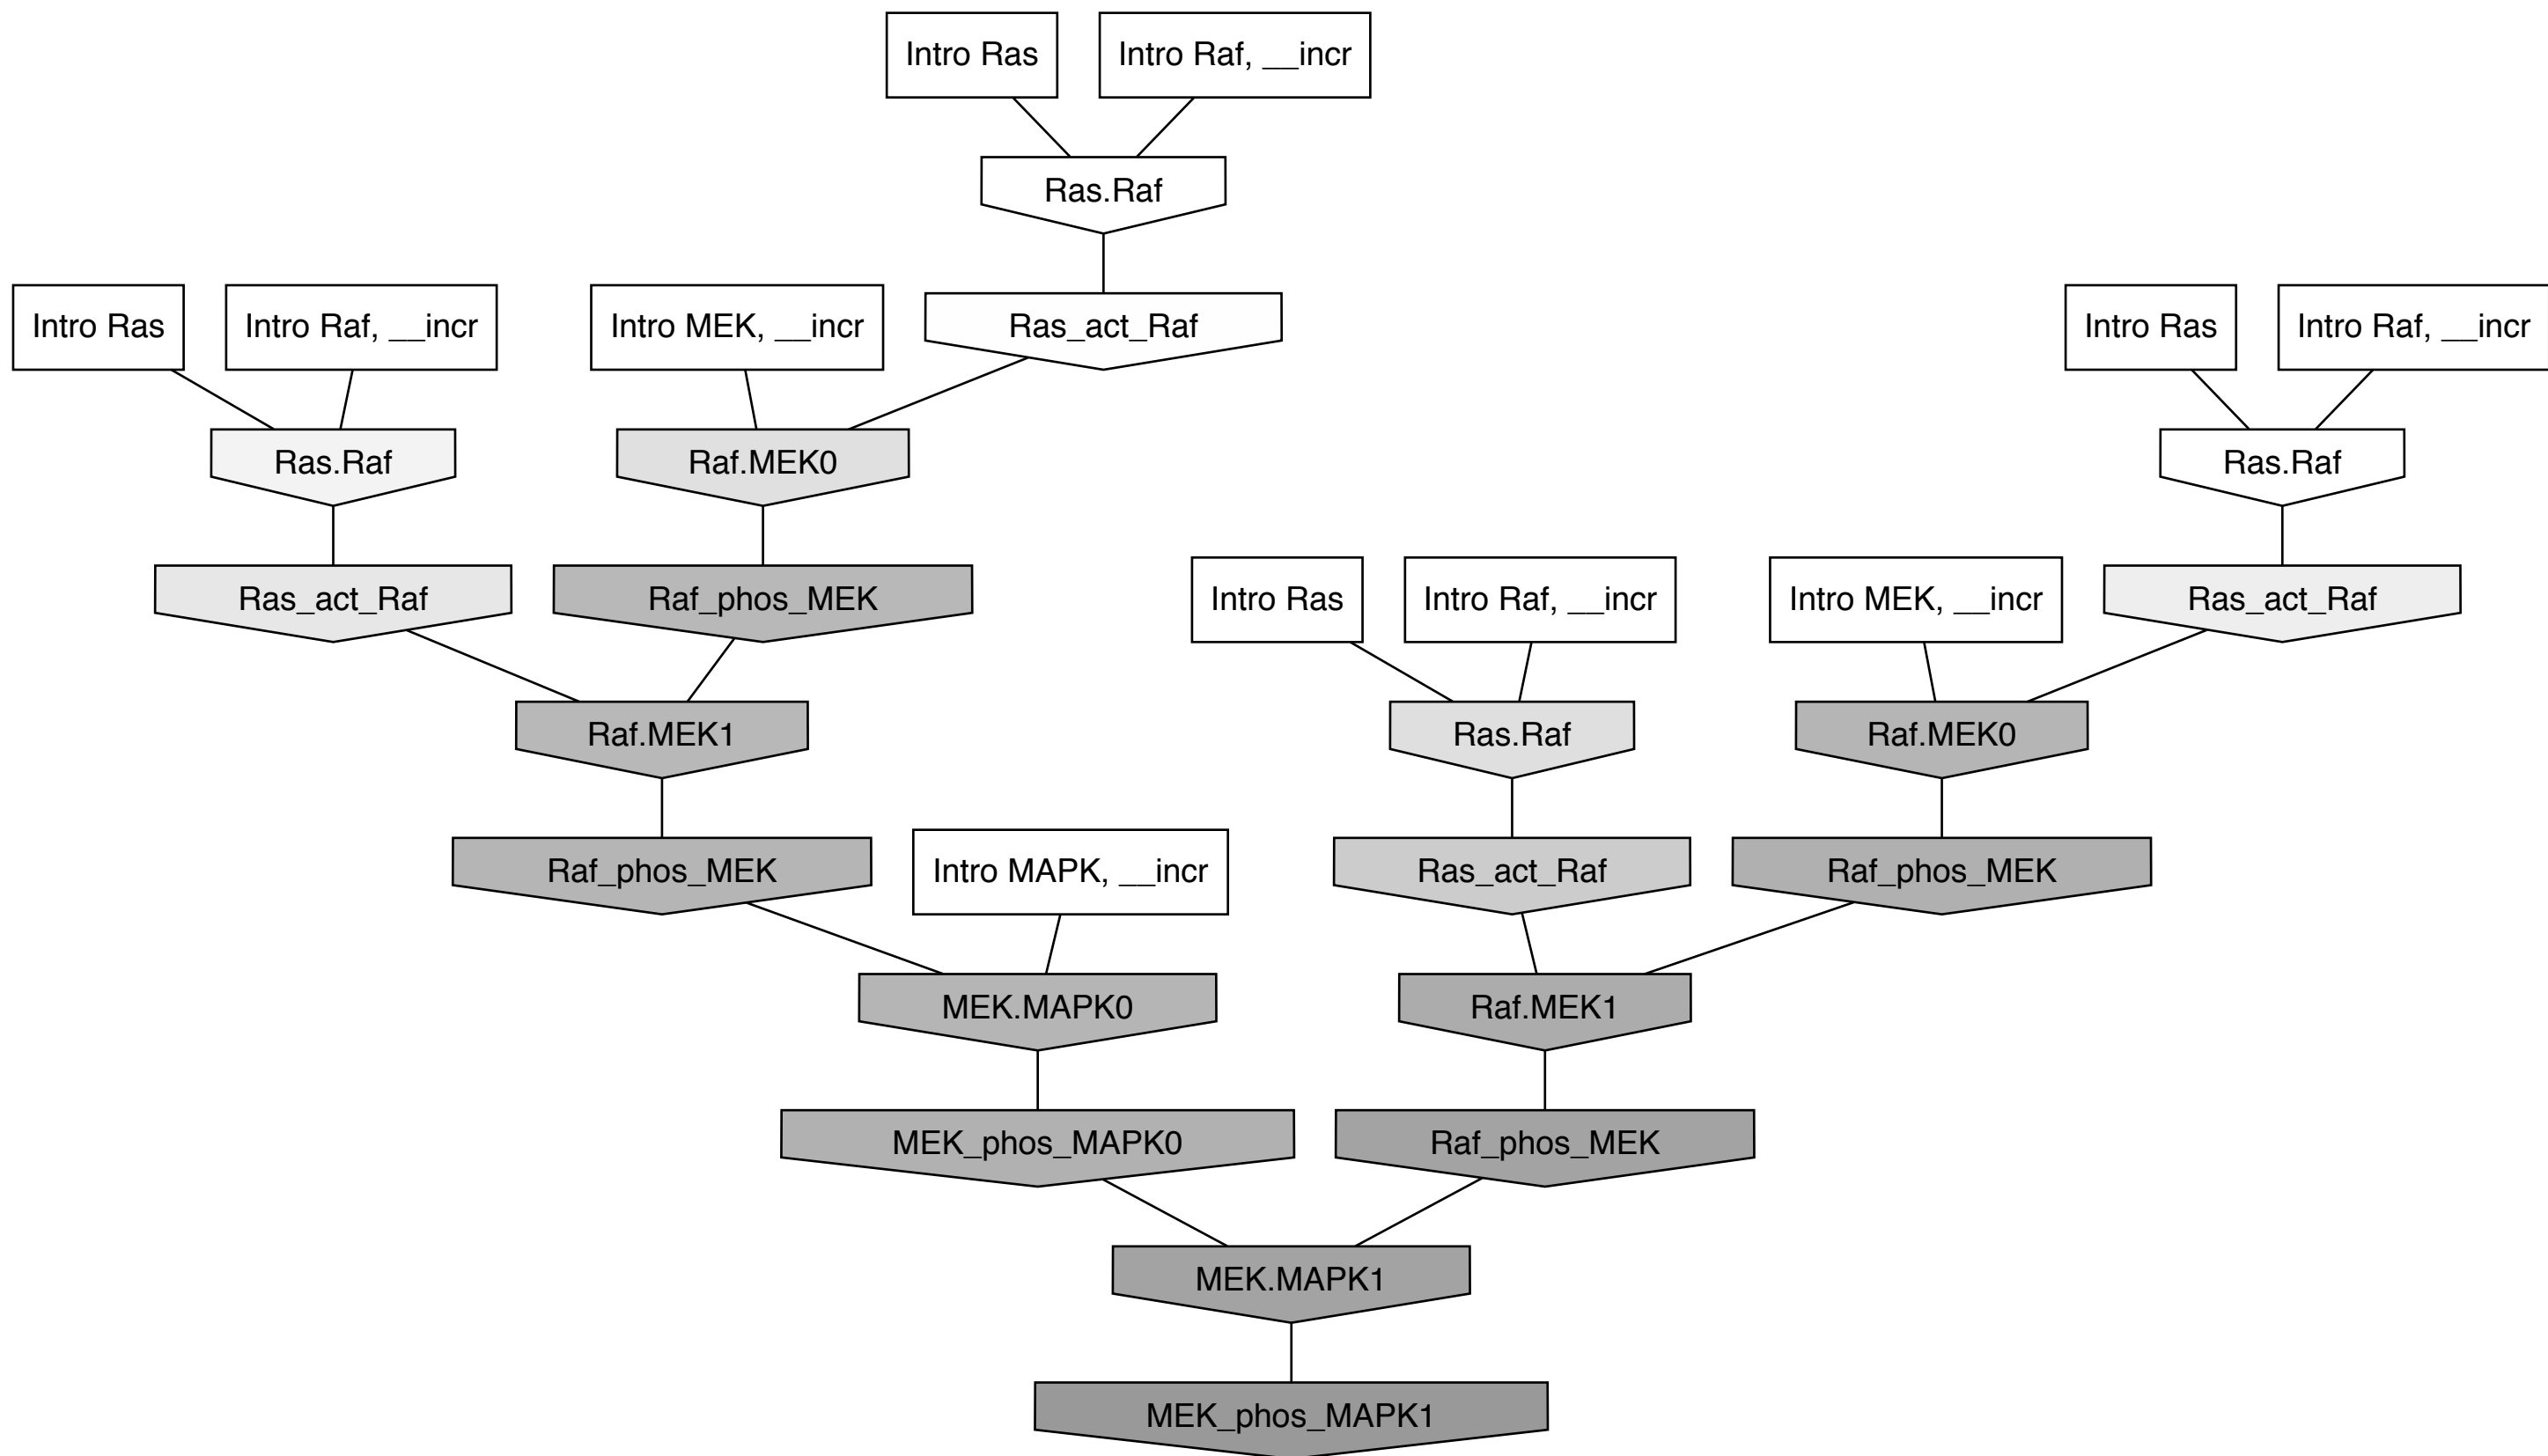 Intro Ras
Intro Raf, __incr
Ras.Raf
Intro Ras
Intro Raf, __incr
Intro MEK, __incr
Ras_act_Raf
Intro Ras
Intro Raf, __incr
Ras.Raf
Raf.MEK0
Ras.Raf
Ras_act_Raf
Raf_phos_MEK
Intro Ras
Intro Raf, __incr
Intro MEK, __incr
Ras_act_Raf
Raf.MEK1
Ras.Raf
Raf.MEK0
Raf_phos_MEK
Intro MAPK, __incr
Ras_act_Raf
Raf_phos_MEK
MEK.MAPK0
Raf.MEK1
MEK_phos_MAPK0
Raf_phos_MEK
MEK.MAPK1
MEK_phos_MAPK1